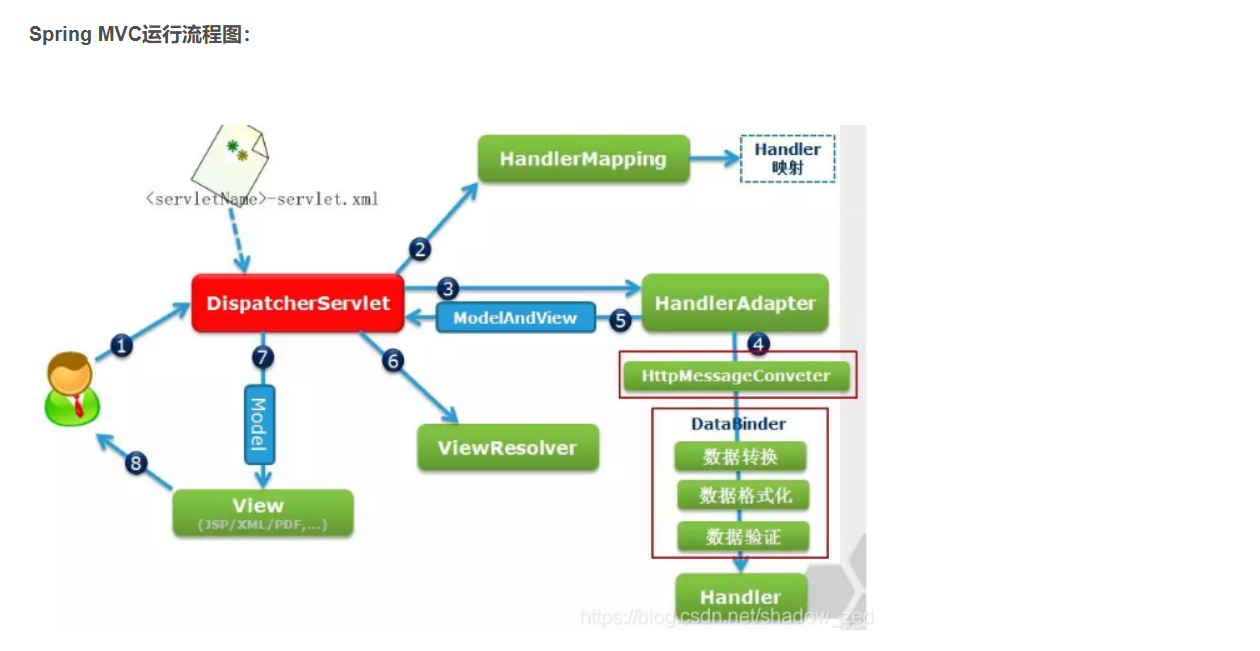 Spring MVC运行流程图：
<servletName>-servlet.xml
HandlerMapping
Handler
映射
2
DispatcherServlet
3
HandlerAdapter
ModelAndView
5
1
7
6
4
HttpMessageConveter
Model
DataBinder
ViewResolver
数据转换
8
数据格式化
View
(JSP/XML/PDF,...)
数据验证
Handler
https://blog.csdn.net/shadow_zed